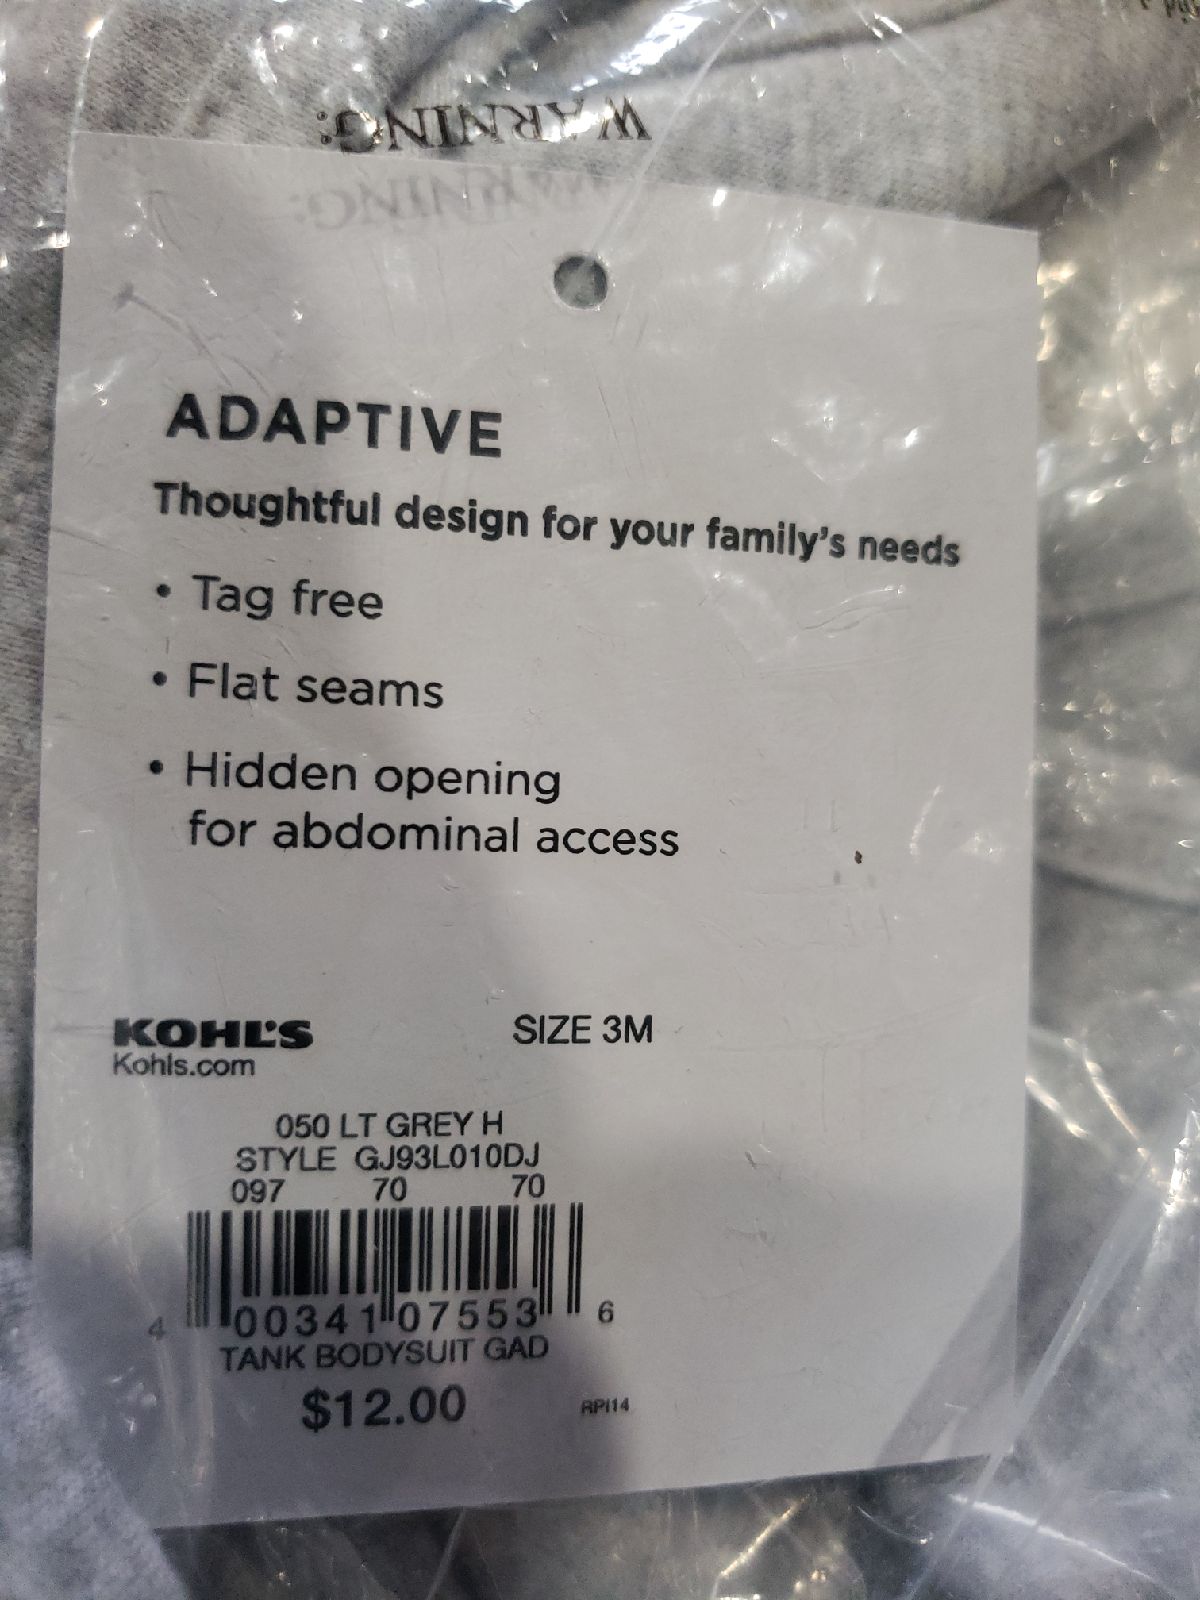 WARNING:
ADAPTIVE
Thoughtful design for your family's needs
• Tag free
• Flat seams
• Hidden opening
for abdominal access
KOHL'S
Kohls.com
SIZE 3M
050 LT GREY H
STYLE GJ93L010DJ
097 70 70
4 00341 07553 6
TANK BODYSUIT GAD
$12.00
RPI14